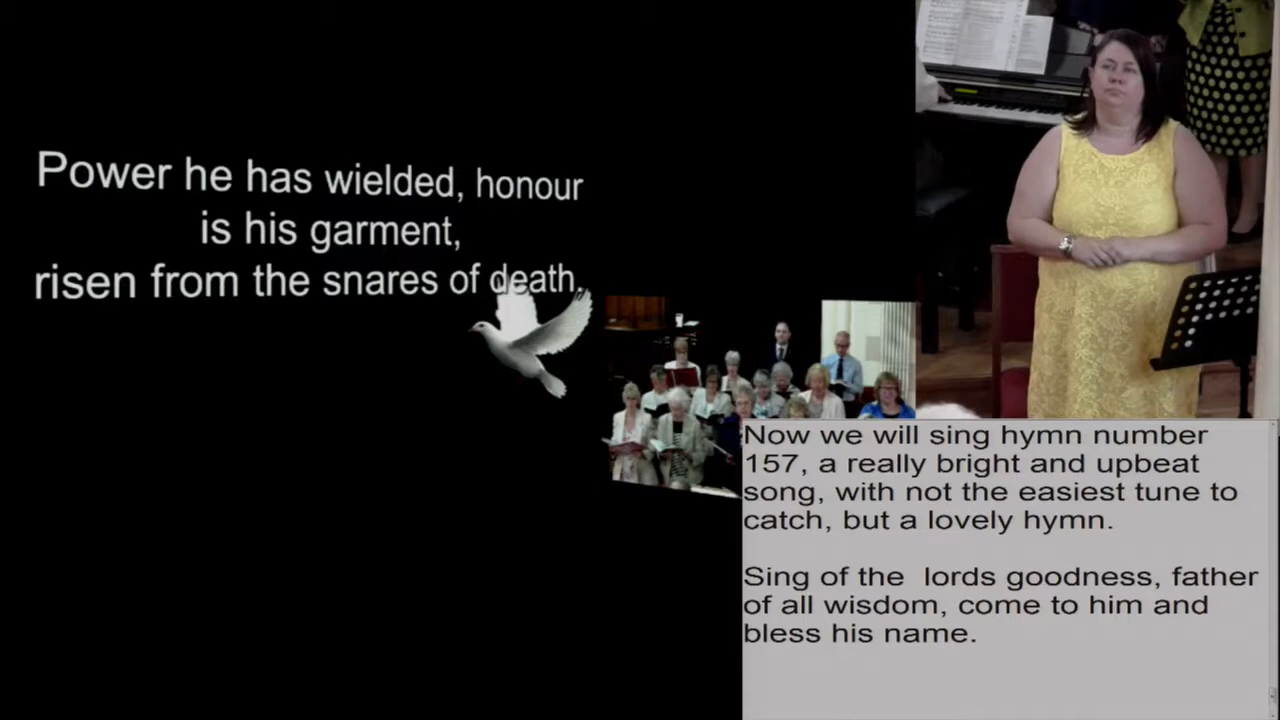 Power he has wielded, honour
is his garment,
risen from the snares of death.
Now we will sing hymn number
157, a really bright and upbeat
song, with not the easiest tune to
catch, but a lovely hymn.
Sing of the  lords goodness, father
of all wisdom, come to him and
bless his name.